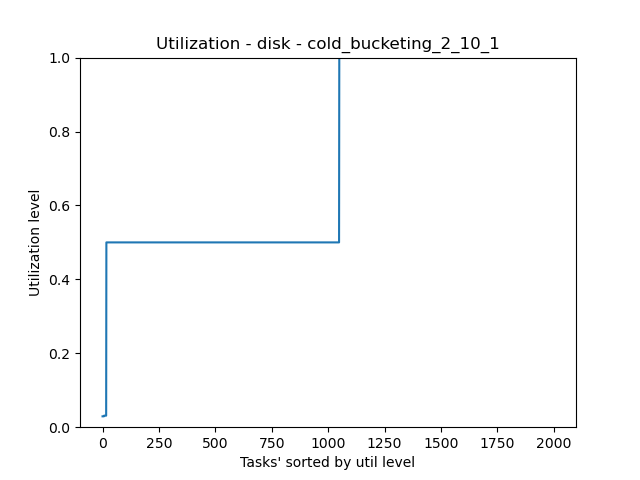 Utilization - disk - cold_bucketing_2_10_1
1.0
0.8
0.6
0.4
0.2
0.0
Utilization level
0 250 500 750 1000 1250 1500 1750 2000
Tasks' sorted by util level